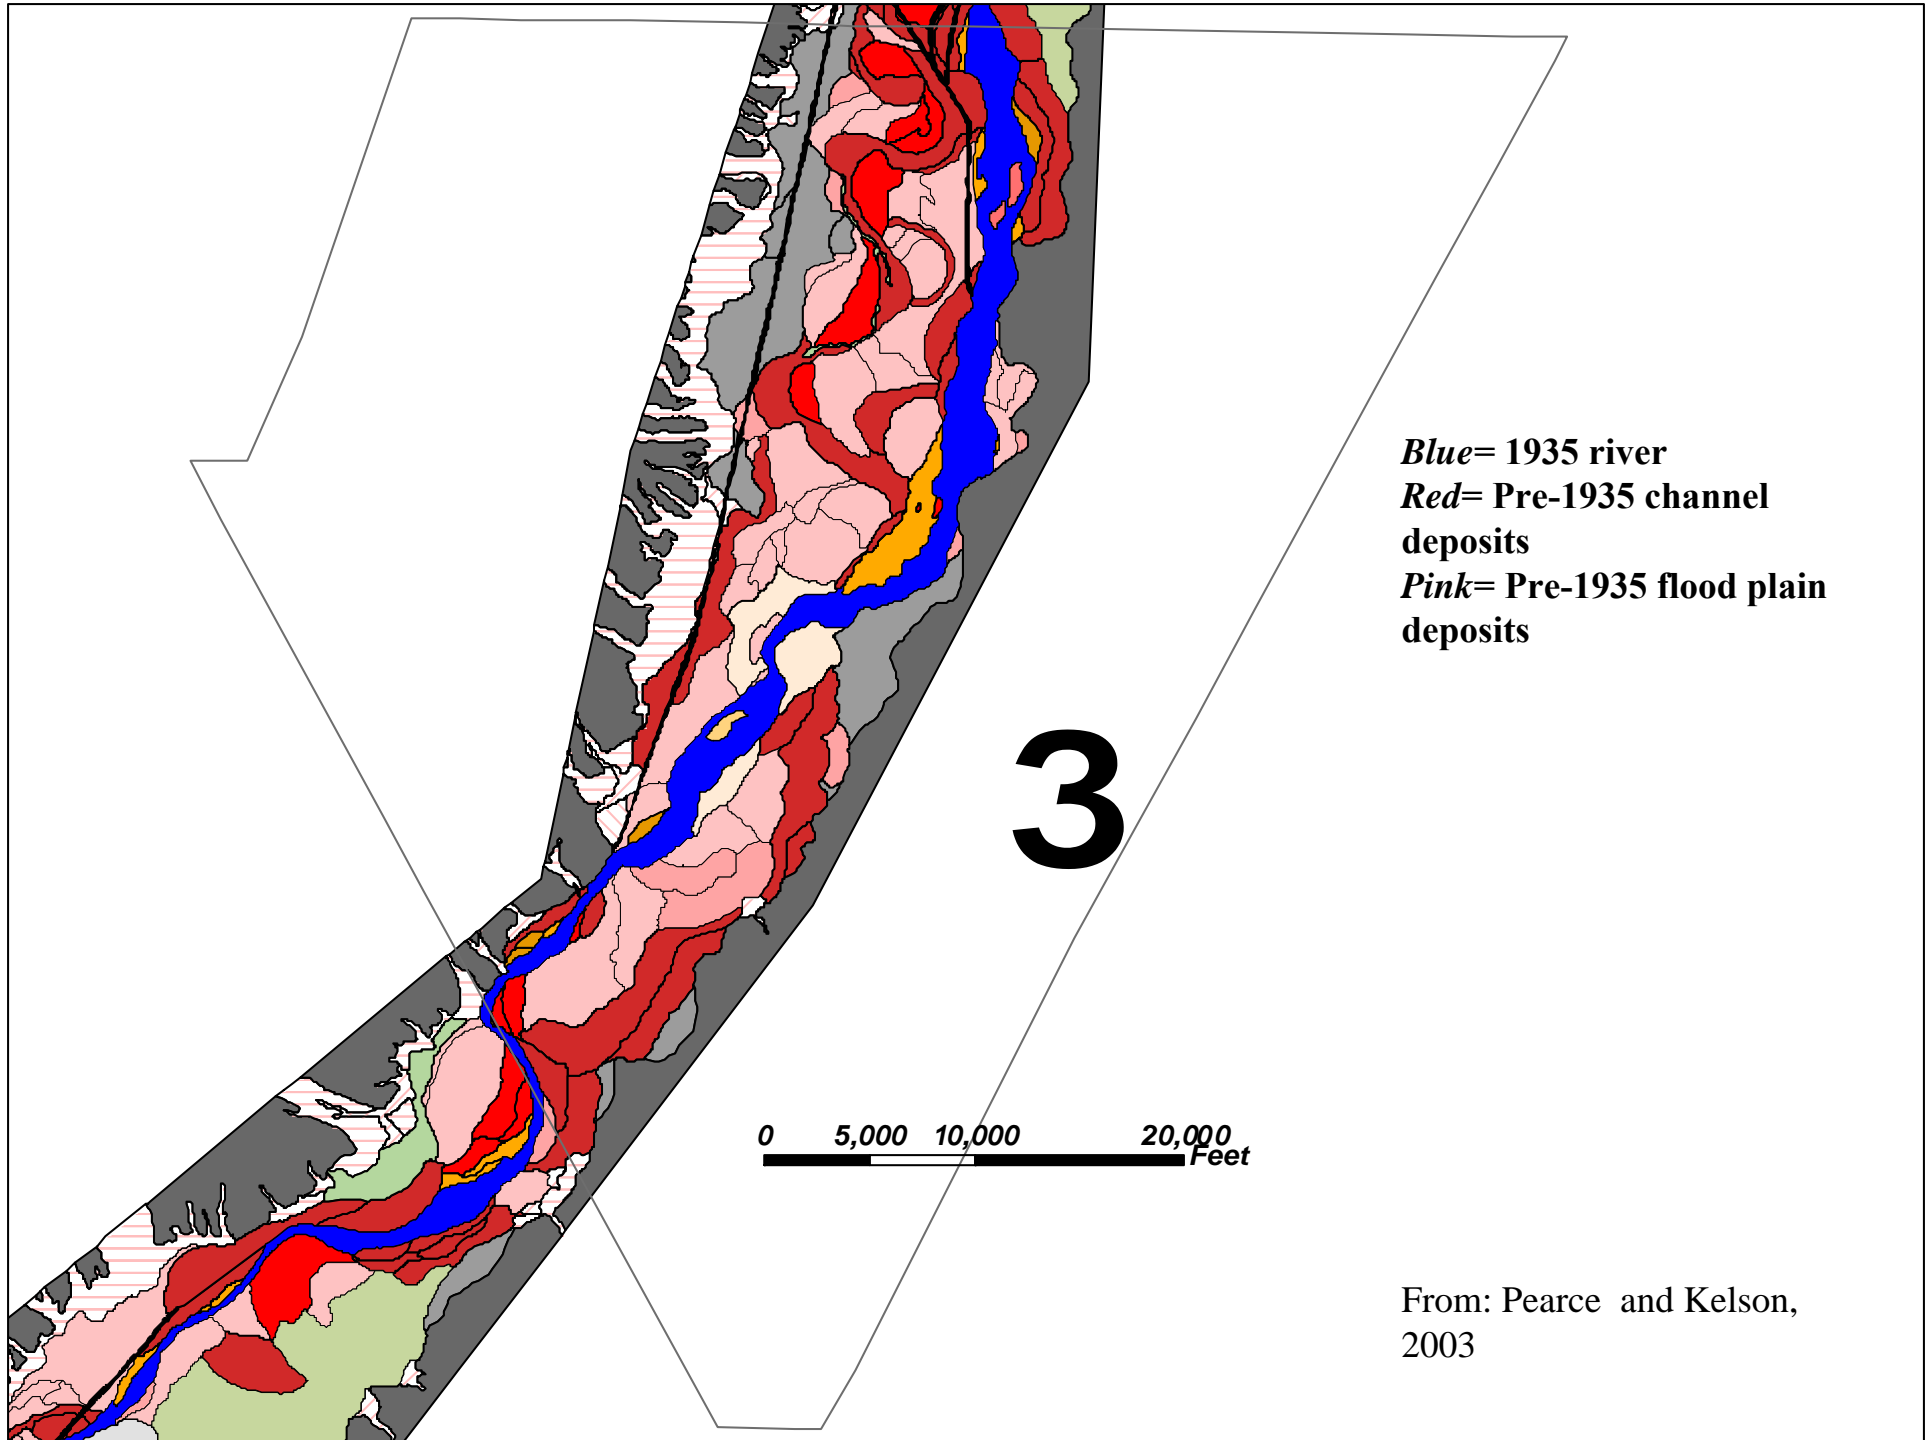 Blue= 1935 river
Red= Pre-1935 channel
deposits
Pink= Pre-1935 flood plain
deposits
3
0 5,000 10,000 20,000
Feet
From: Pearce and Kelson,
2003